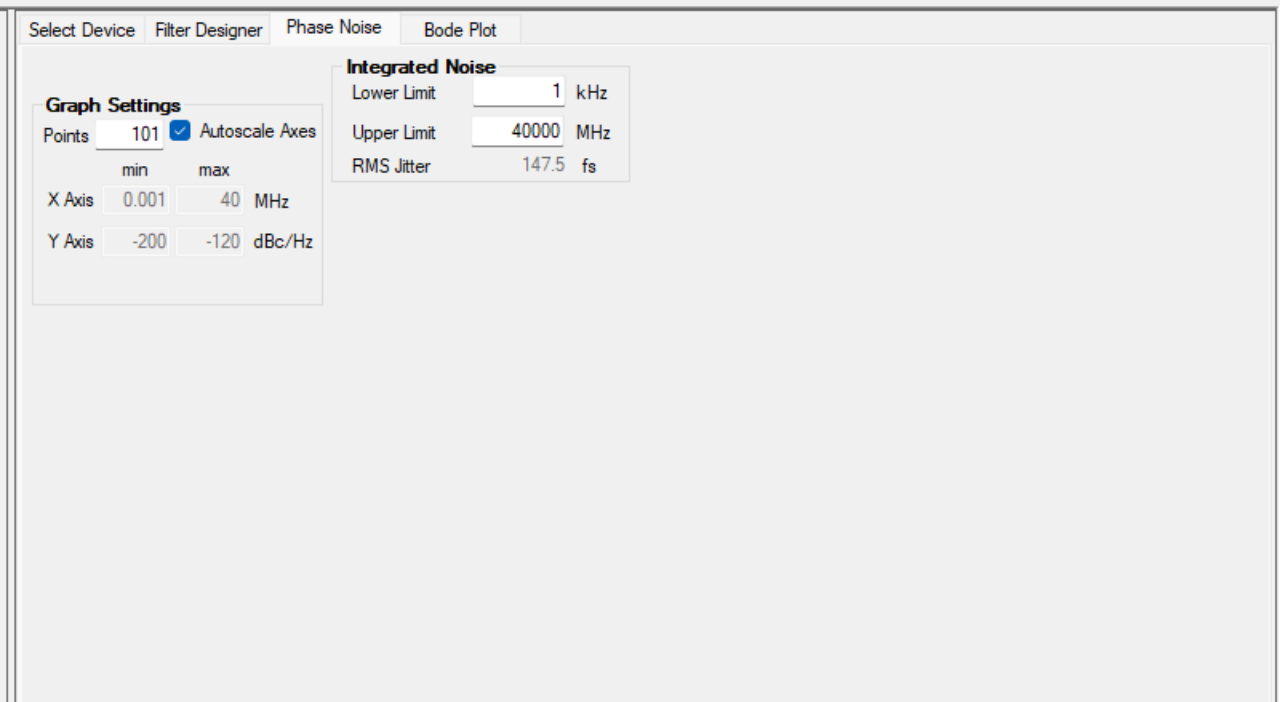 Select Device Filter Designer Phase Noise Bode Plot
Integrated Noise
Lower Limit 1 kHz
Upper Limit 40000 MHz
RMS Jitter 147.5 fs
Graph Settings
Points 101 Autoscale Axes
min max
X Axis 0.001 40 MHz
Y Axis -200 -120 dBc/Hz